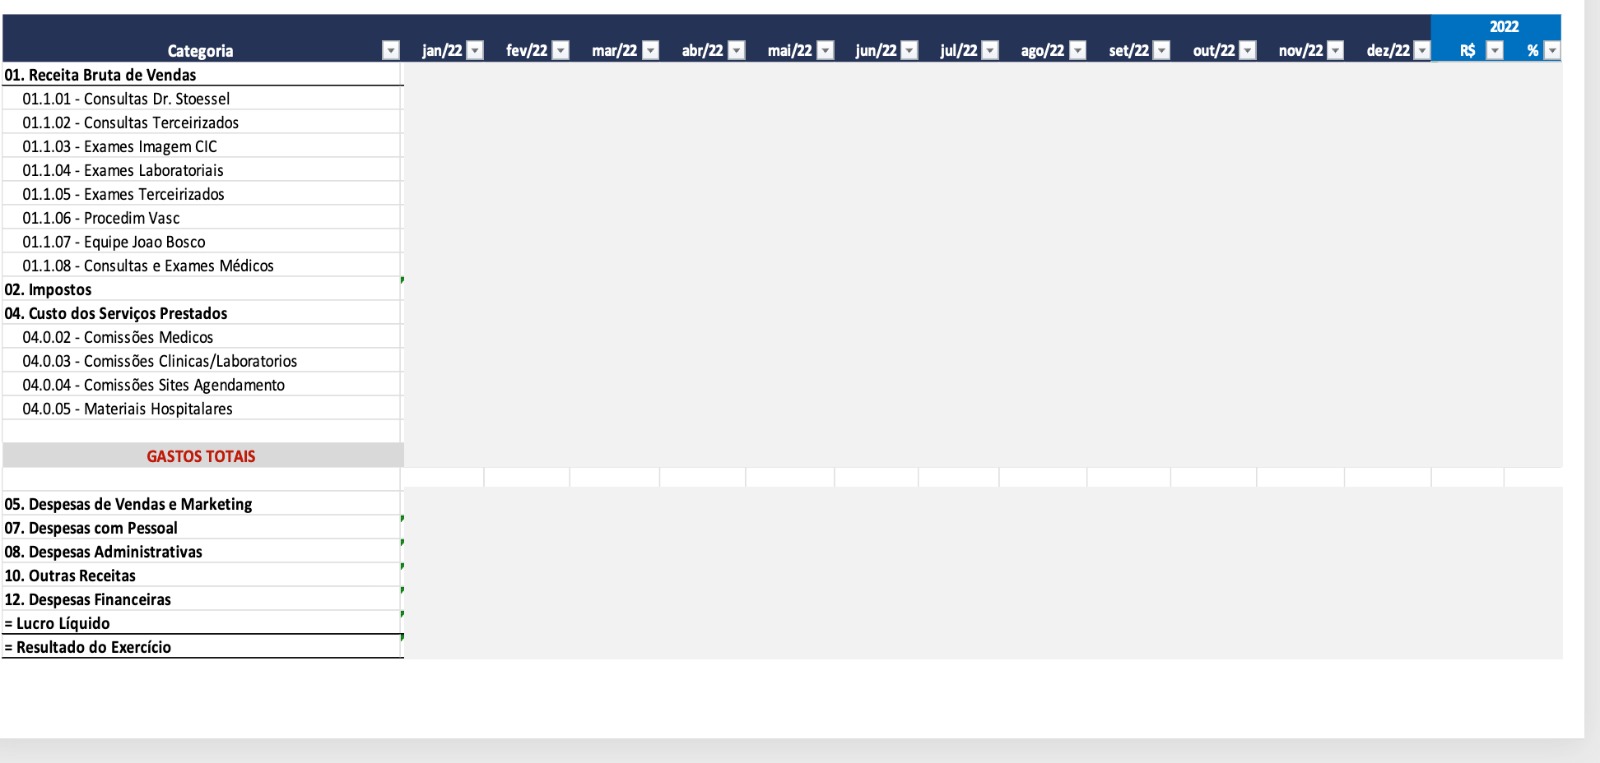 2022
Categoria jan/22 fev/22 mar/22 abr/22 mai/22 jun/22 jul/22 ago/22 set/22 out/22 nov/22 dez/22 R$ %
01. Receita Bruta de Vendas
01.1.01 - Consultas Dr. Stoessel
01.1.02 - Consultas Terceirizados
01.1.03 - Exames Imagem CIC
01.1.04 - Exames Laboratoriais
01.1.05 - Exames Terceirizados
01.1.06 - Procedim Vasc
01.1.07 - Equipe Joao Bosco
01.1.08 - Consultas e Exames Médicos
02. Impostos
04. Custo dos Serviços Prestados
04.0.02 - Comissões Medicos
04.0.03 - Comissões Clinicas/Laboratorios
04.0.04 - Comissões Sites Agendamento
04.0.05 - Materiais Hospitalares
GASTOS TOTAIS
05. Despesas de Vendas e Marketing
07. Despesas com Pessoal
08. Despesas Administrativas
10. Outras Receitas
12. Despesas Financeiras
= Lucro Líquido
= Resultado do Exercício